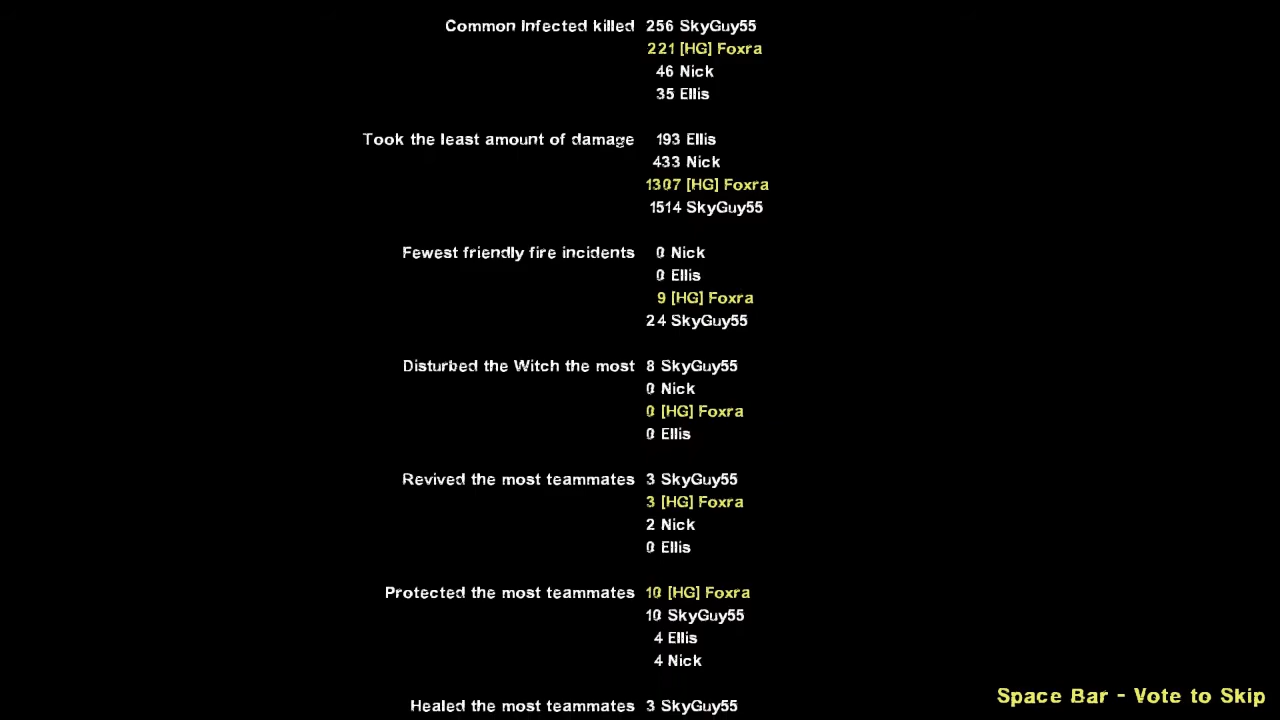 Common Infected killed 256 SkyGuy55
221 [HG] Foxra
46 Nick
35 Ellis
Took the least amount of damage 193 Ellis
433 Nick
1307 [HG] Foxra
1514 SkyGuy55
Fewest friendly fire incidents 0 Nick
0 Ellis
9 [HG] Foxra
24 SkyGuy55
Disturbed the Witch the most 8 SkyGuy55
0 Nick
0 [HG] Foxra
0 Ellis
Revived the most teammates 3 SkyGuy55
3 [HG] Foxra
2 Nick
0 Ellis
Protected the most teammates 10 [HG] Foxra
10 SkyGuy55
4 Ellis
4 Nick
Healed the most teammates 3 SkyGuy55
Space Bar - Vote to Skip